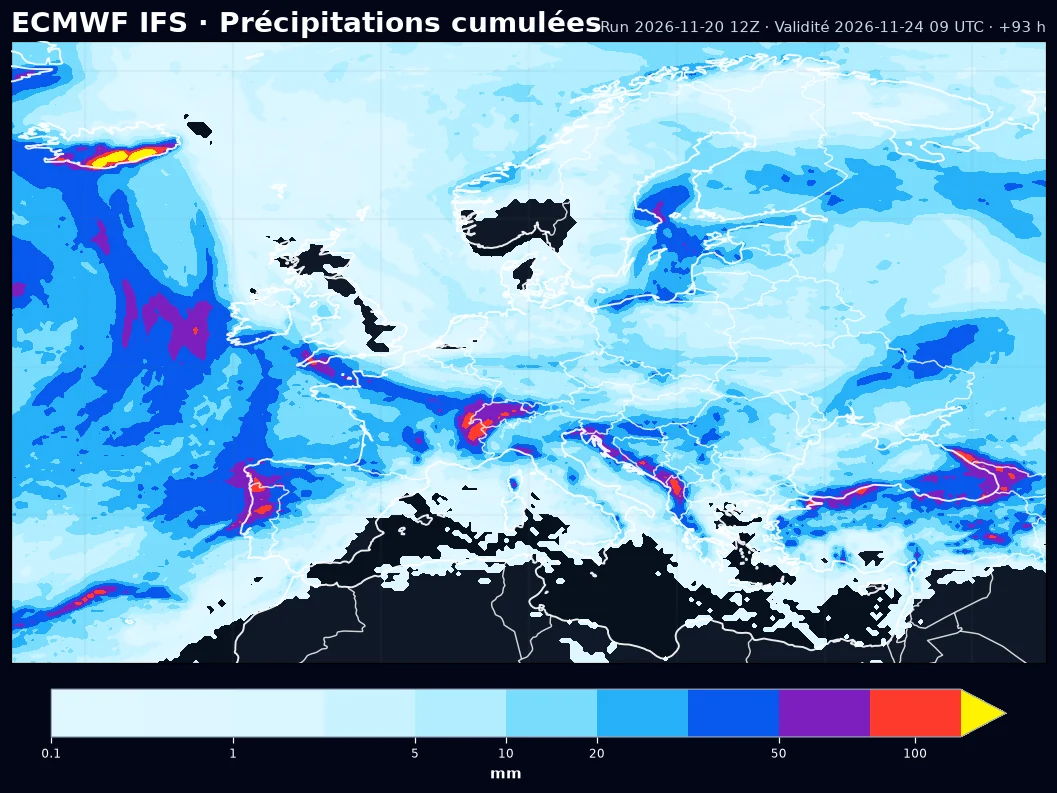 ECMWF IFS · Précipitations cumulées
Run 2026-11-20 12Z · Validité 2026-11-24 09 UTC · +93 h
0.1 1 5 10 20 50 100
mm